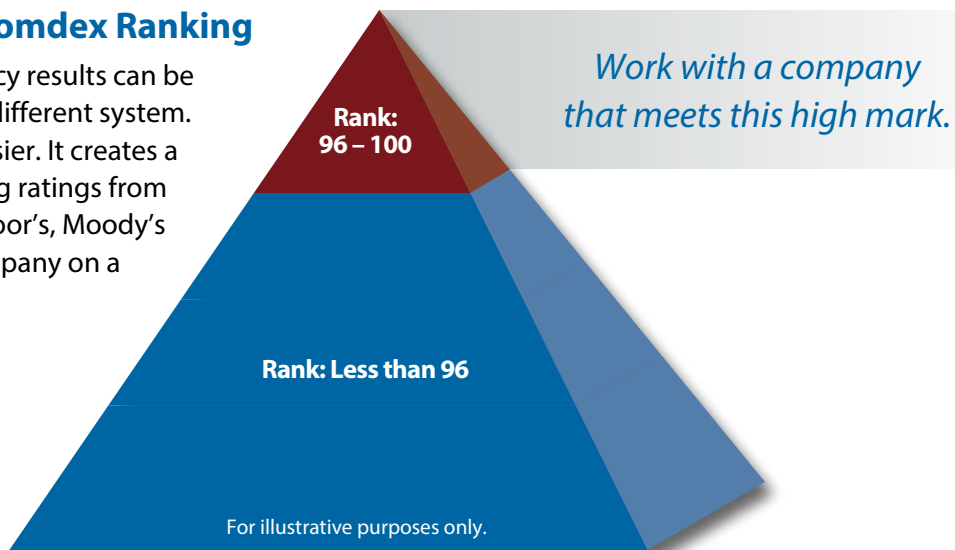 omdex Ranking
cy results can be
different system.
sier. It creates a
g ratings from
oor's, Moody's
pany on a
Rank:
96 – 100
Work with a company
that meets this high mark.
Rank: Less than 96
For illustrative purposes only.